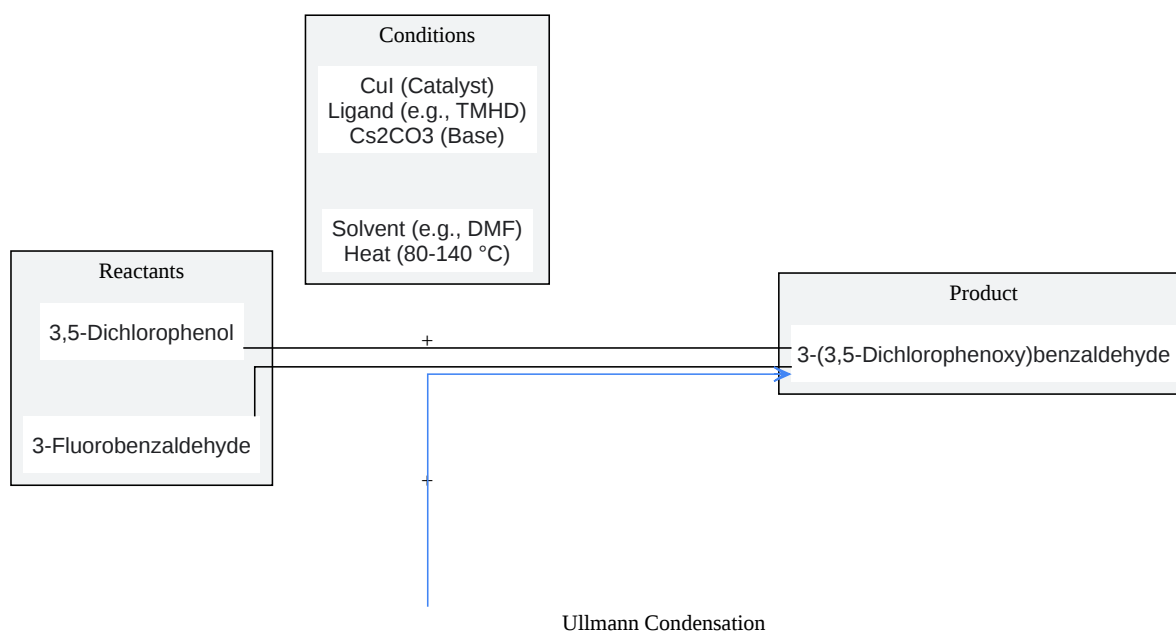 Conditions
CuI (Catalyst)
Ligand (e.g., TMHD)
Cs2CO3 (Base)
Solvent (e.g., DMF)
Heat (80-140 °C)
Reactants
3,5-Dichlorophenol
3-Fluorobenzaldehyde
+
+
Product
3-(3,5-Dichlorophenoxy)benzaldehyde
Ullmann Condensation